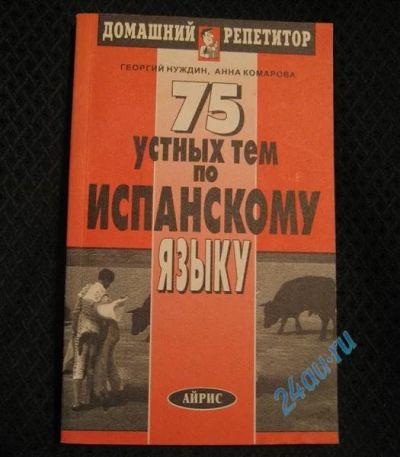 ДОМАШНИЙ РЕПЕТИТОР
ГЕОРГИЙ НУЖДИН, АННА КОМАРОВА
75
УСТНЫХ ТЕМ
ПО
ИСПАНСКОМУ
ЯЗЫКУ
АЙРИС
24au.ru